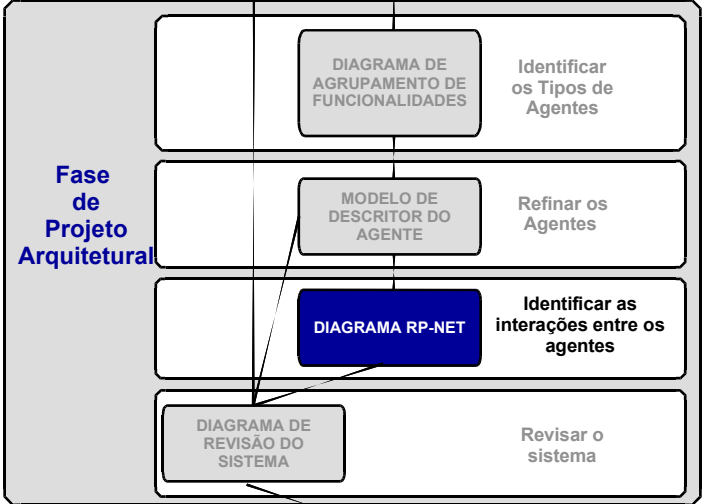 Fase
de
Projeto
Arquitetural
DIAGRAMA DE
AGRUPAMENTO DE
FUNCIONALIDADES
Identificar
os Tipos de
Agentes
MODELO DE
DESCRITOR DO
AGENTE
Refinar os
Agentes
DIAGRAMA RP-NET
Identificar as
interações entre os
agentes
DIAGRAMA DE
REVISÃO DO
SISTEMA
Revisar o
sistema